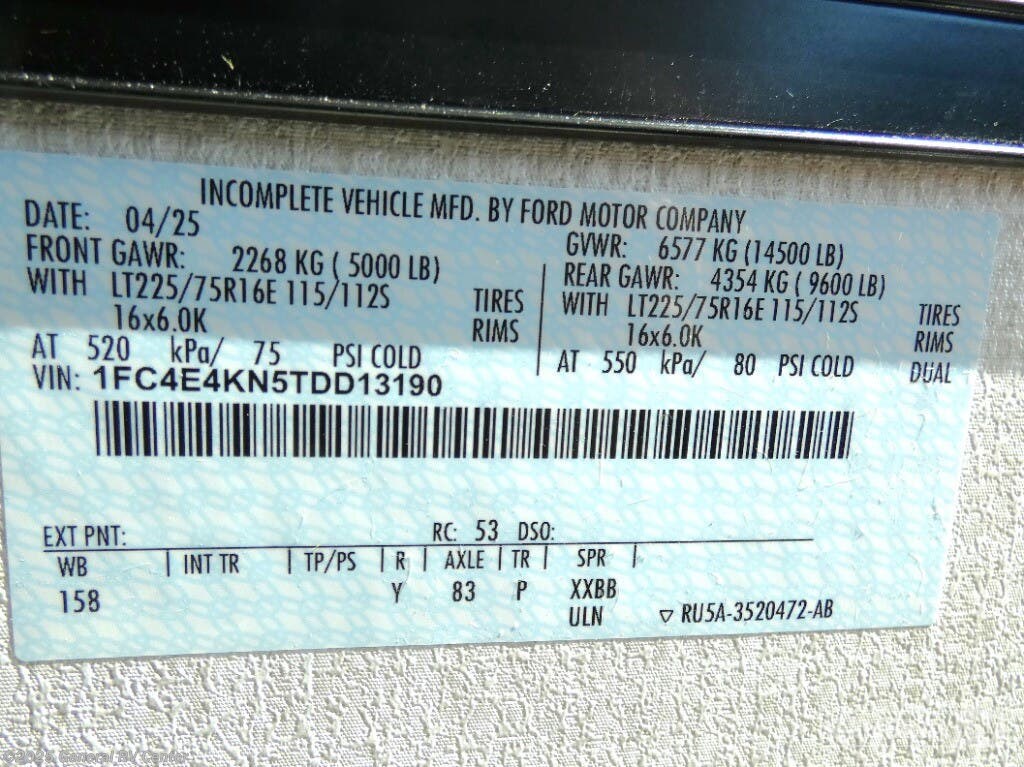 INCOMPLETE VEHICLE MFD. BY FORD MOTOR COMPANY
DATE: 04/25 GVWR: 6577 KG (14500 LB)
FRONT GAWR: 2268 KG ( 5000 LB) REAR GAWR: 4354 KG ( 9600 LB)
WITH LT225/75R16E 115/112S TIRES WITH LT225/75R16E 115/112S TIRES
16x6.0K RIMS 16x6.0K RIMS
AT 520 kPa/ 75 PSI COLD AT 550 kPa/ 80 PSI COLD DUAL
VIN: 1FC4E4KN5TDD13190
EXT PNT: RC: 53 DSO:
WB | INT TR | TP/PS | R | AXLE | TR | SPR |
158 Y 83 P XXBB
ULN ▽ RU5A-3520472-AB
General RV Center